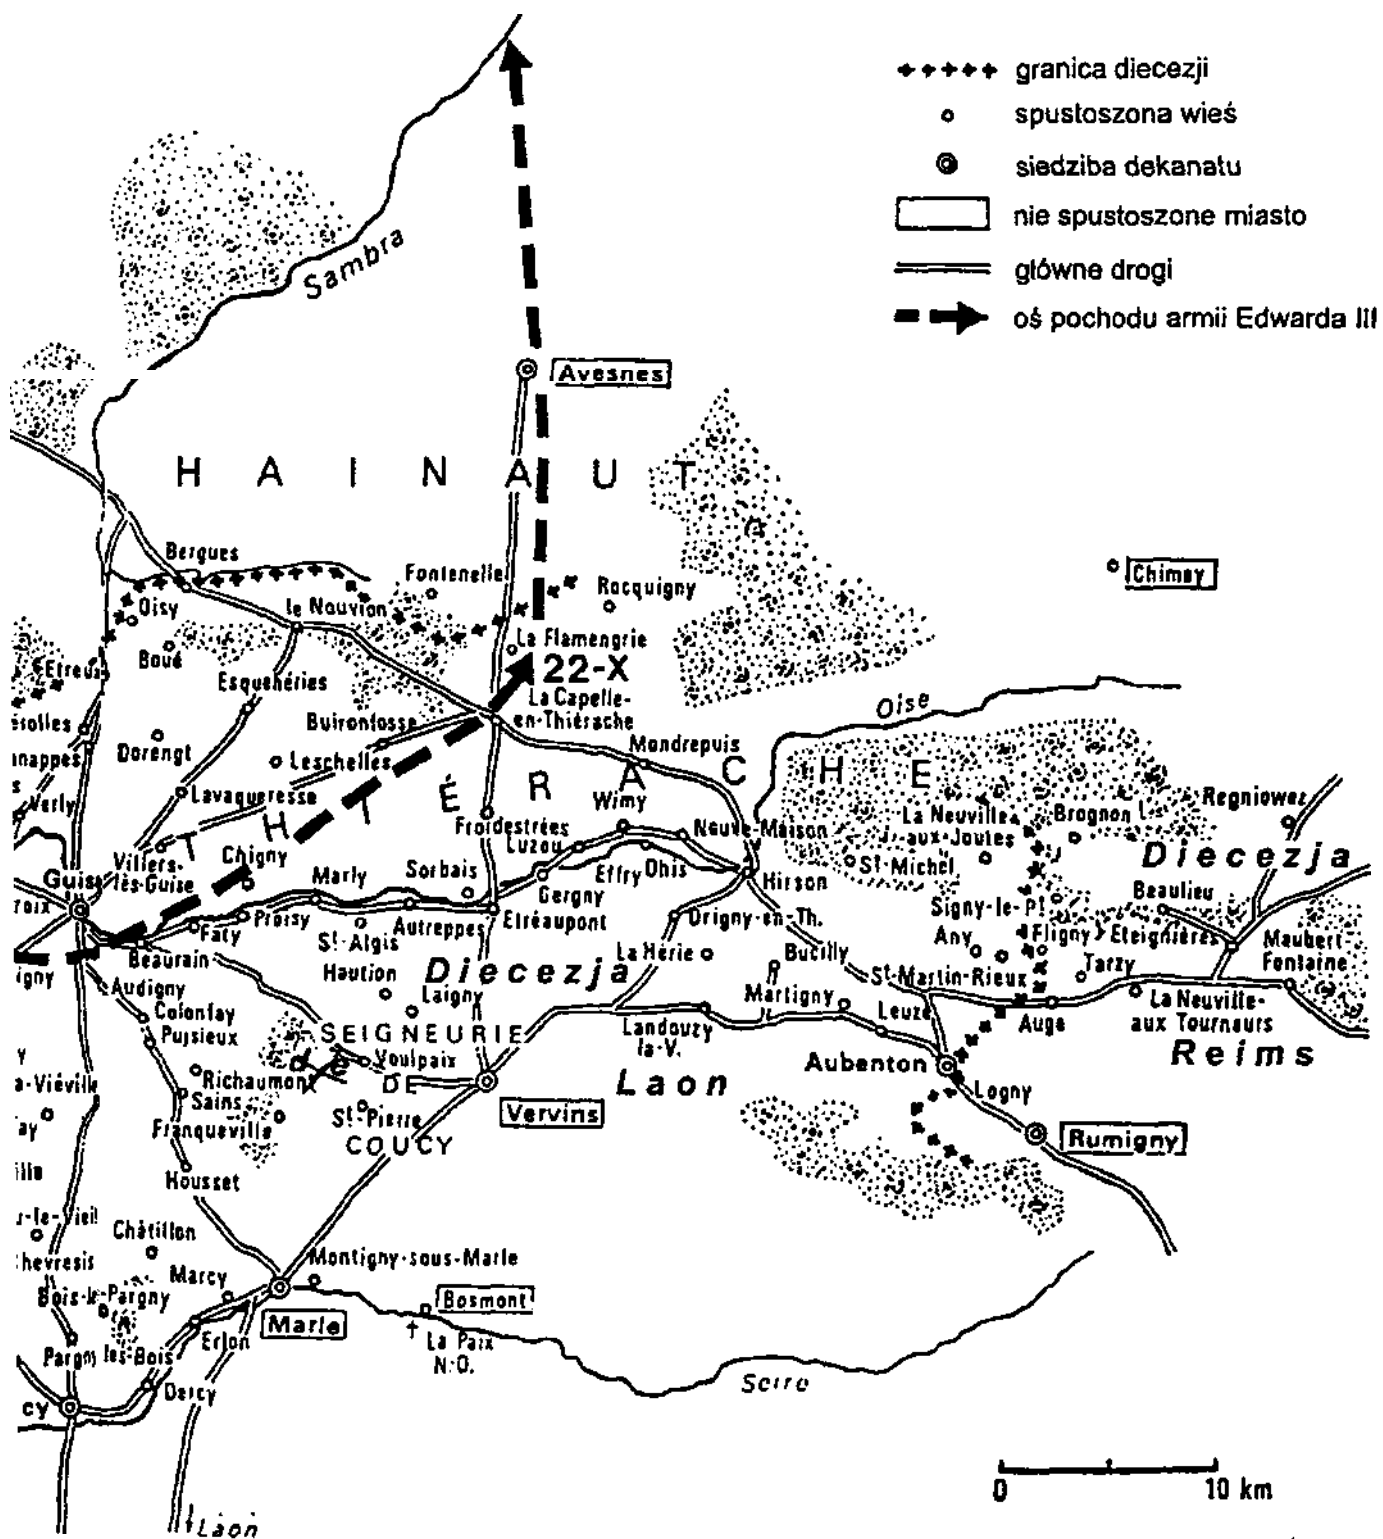 granica diecezji
spustoszona wieś
siedziba dekanatu
nie spustoszone miasto
główne drogi
oś pochodu armii Edwarda III
Sambra
Avesnes
HAINAUT
Bergues
Fontenelle
Rocquigny
Chimay
Oisy
le Nouvion
La Flamengrie
Boué
Etreux
22-X
Esquehéries
La Capelle-
en-Thiérache
Oise
Buironfosse
Mondrepuis
Dorengt
Leschelles
Verly
Lavaqueresse
THIÉRACHE
Wimy
La Neuville
aux-Joutes
Brognon
Regniowez
Froidestrées
Luzou
Neuve-Maison
Villers-
lès-Guise
Chigny
St-Michel
Diecezja
Guise
Marly
Sorbais
Gergny
Effry
Ohis
Hirson
Signy-le-Pt
Beaulieu
Proisy
Faty
St-Algis
Autreppes
Etréaupont
Origny-en-Th.
Any
Fligny
Eteignières
Maubert-
Fontaine
igny
Beaurain
Haution
Diecezja
La Hérie
Bucilly
St-Martin-Rieux
Tarzy
Audigny
Laigny
Martigny
Leuze
Auge
La Neuville-
aux Tourneurs
Colonfay
Puisieux
SEIGNEURIE
Landouzy
la-V.
Reims
Voulpaix
DE
Laon
Aubenton
a-Viéville
Richaumont
Sains
Logny
Franqueville
St-Pierre
Vervins
COUCY
Rumigny
Housset
Châtillon
hevresis
Montigny-sous-Marle
Marcy
Bois-les-Pargny
Bosmont
Marle
Erlon
La Paix
N.D.
Pargny les-Bois
Dercy
cy
Serre
0
10 km
Laon